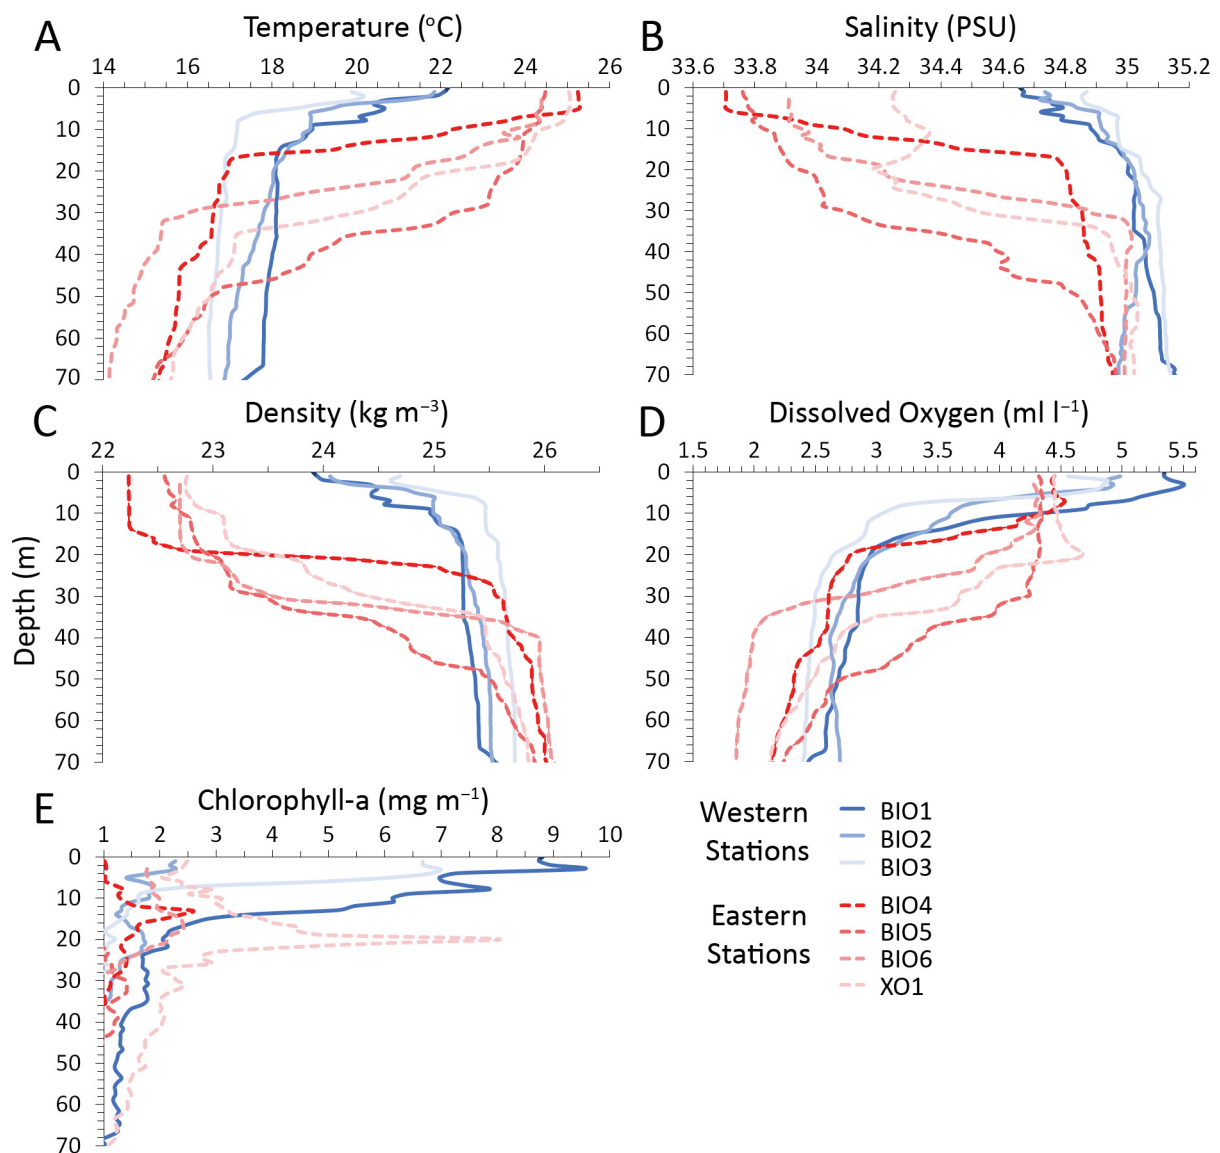 A
Temperature (°C)
14 16 18 20 22 24 26
0
10
20
30
40
50
60
70
B
Salinity (PSU)
33.6 33.8 34 34.2 34.4 34.6 34.8 35 35.2
0
10
20
30
40
50
60
70
C
Density (kg m⁻³)
22 23 24 25 26
0
10
20
30
40
50
60
70
Depth (m)
D
Dissolved Oxygen (ml l⁻¹)
1.5 2 2.5 3 3.5 4 4.5 5 5.5
0
10
20
30
40
50
60
70
E
Chlorophyll-a (mg m⁻¹)
1 2 3 4 5 6 7 8 9 10
0
10
20
30
40
50
60
70
Western
Stations
BIO1
BIO2
BIO3
Eastern
Stations
BIO4
BIO5
BIO6
XO1